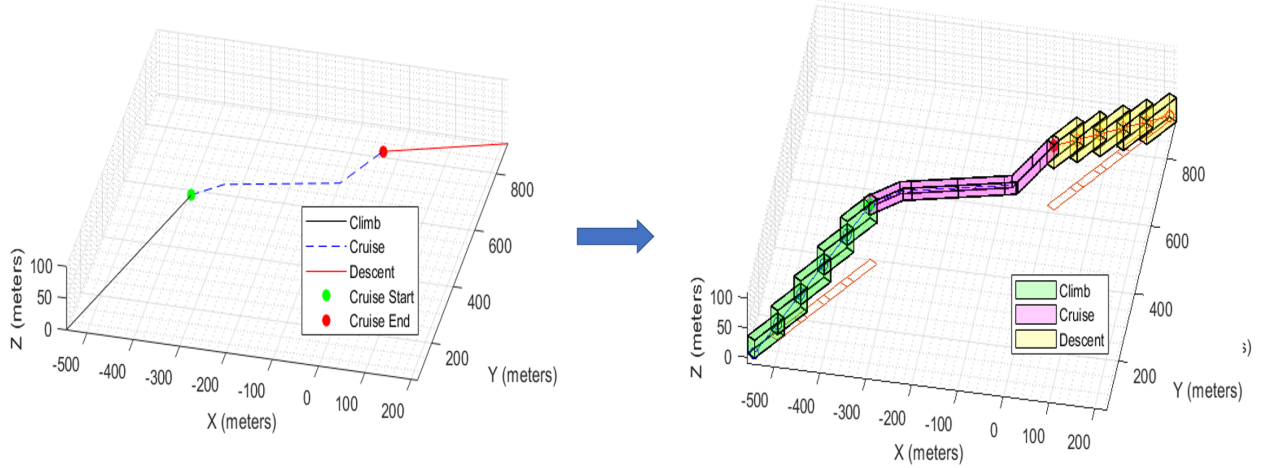 100
50
0
Z (meters)
-500
-400
-300
-200
-100
0
100
200
X (meters)
200
400
600
800
Y (meters)
Climb
Cruise
Descent
Cruise Start
Cruise End
100
50
0
Z (meters)
-500
-400
-300
-200
-100
0
100
200
X (meters)
200
400
600
800
Y (meters)
Climb
Cruise
Descent
s)